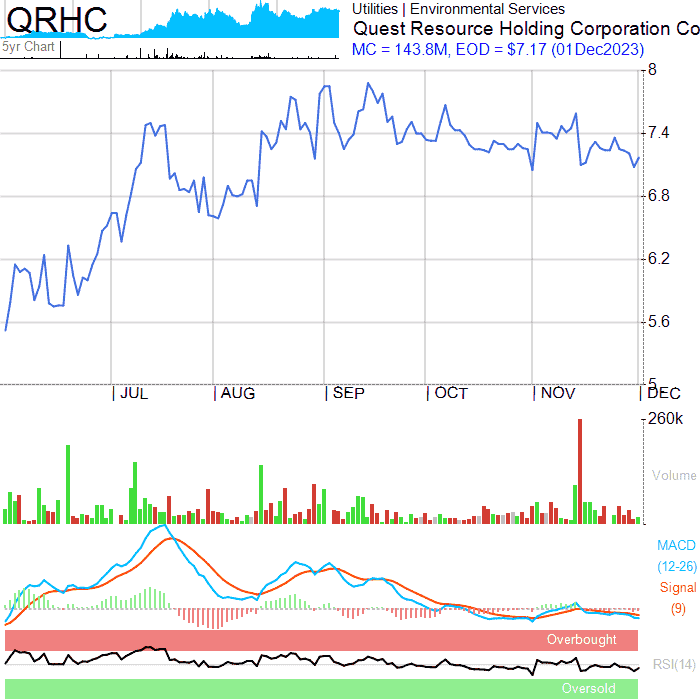 QRHC
5yr Chart
Utilities | Environmental Services
Quest Resource Holding Corporation Co
MC = 143.8M, EOD = $7.17 (01Dec2023)
8
7.4
6.8
6.2
5.6
5
JUL
AUG
SEP
OCT
NOV
DEC
260k
Volume
MACD
(12-26)
Signal
(9)
Overbought
RSI(14)
Oversold